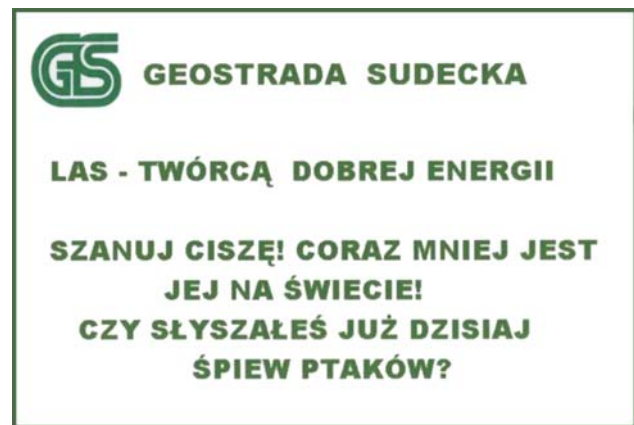 GS GEOSTRADA SUDECKA
LAS - TWÓRCĄ DOBREJ ENERGII
SZANUJ CISZĘ! CORAZ MNIEJ JEST
JEJ NA ŚWIECIE!
CZY SŁYSZAŁEŚ JUŻ DZISIAJ
ŚPIEW PTAKÓW?